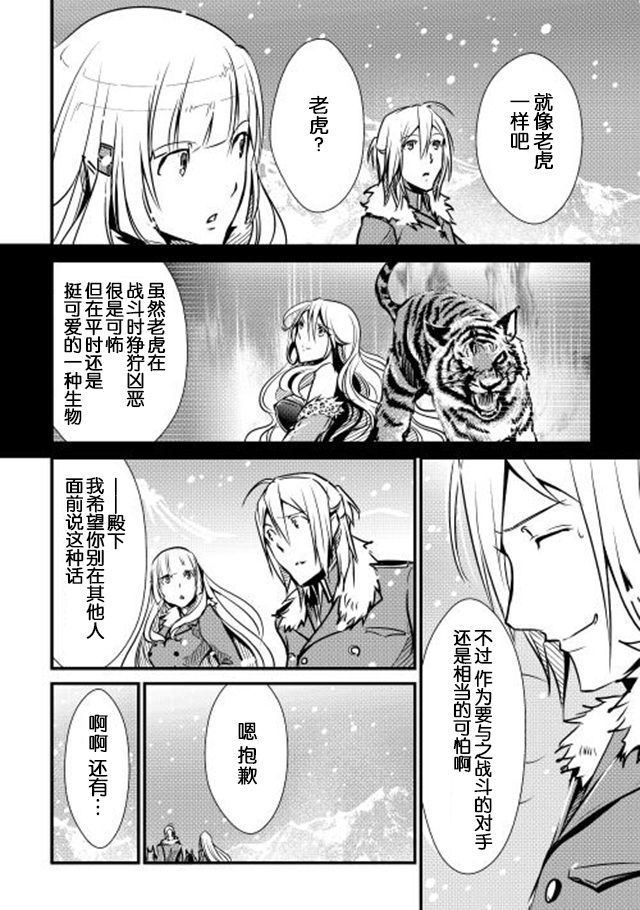 就像老虎
一样吧
老虎？
虽然老虎在
战斗时狰狞凶恶
很是可怖
但在平时还是
挺可爱的一种生物
不过 作为要与之战斗的对手
还是相当的可怕啊
——殿下
我希望你别在其他人
面前说这种话
嗯 抱歉
啊啊 还有…